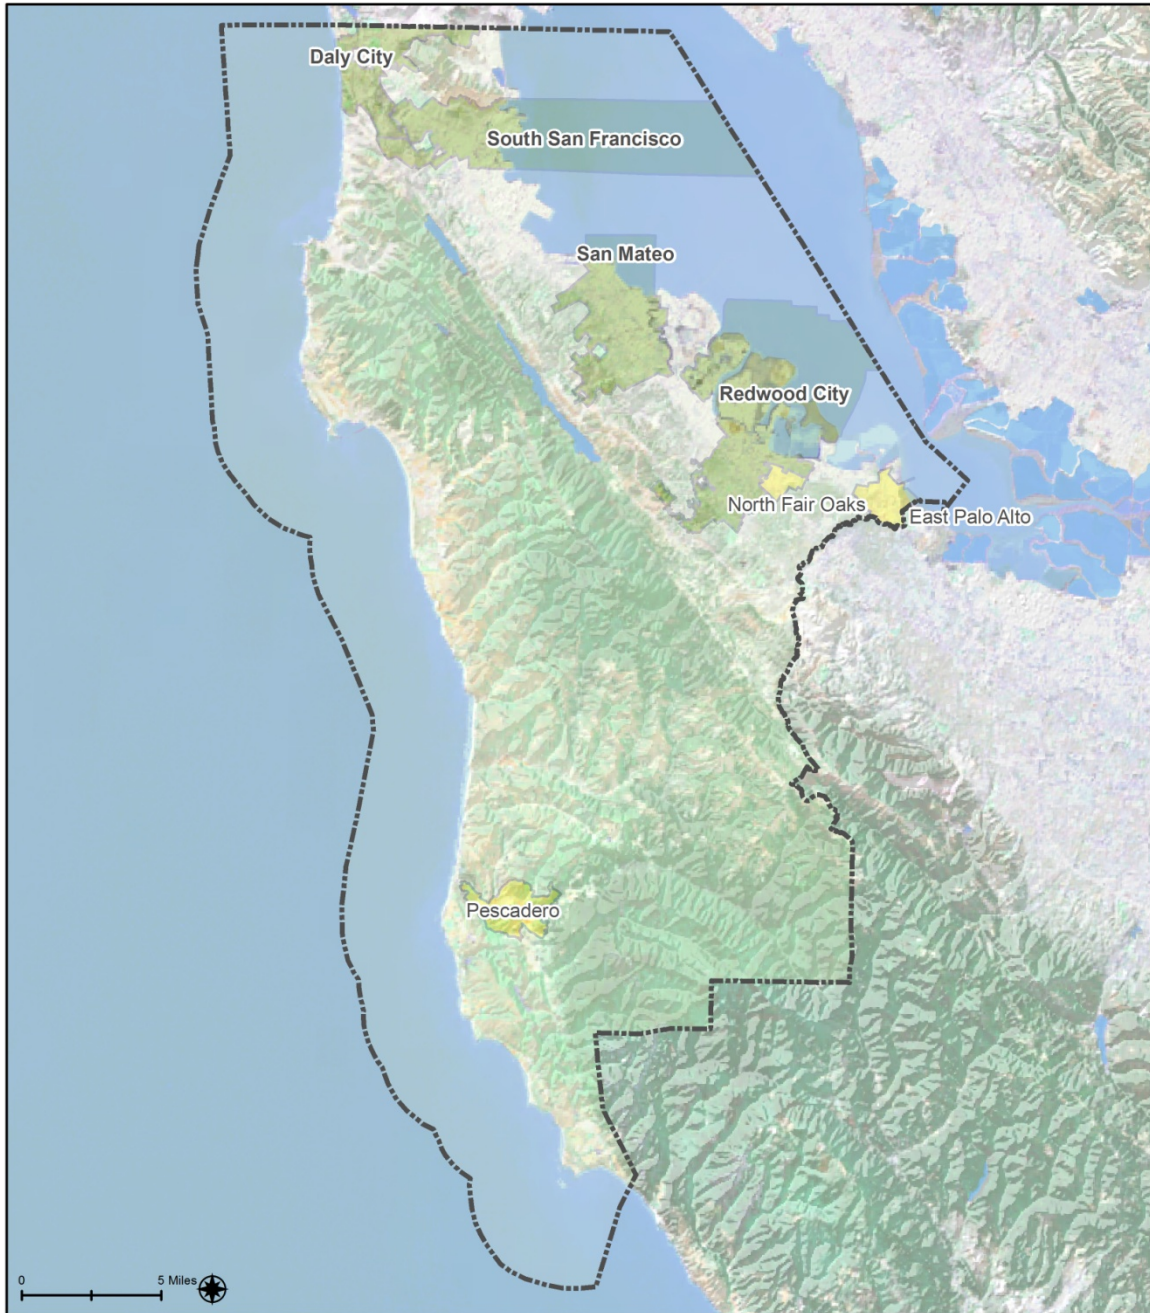 Daly City
South San Francisco
San Mateo
Redwood City
North Fair Oaks
East Palo Alto
Pescadero
0 5 Miles